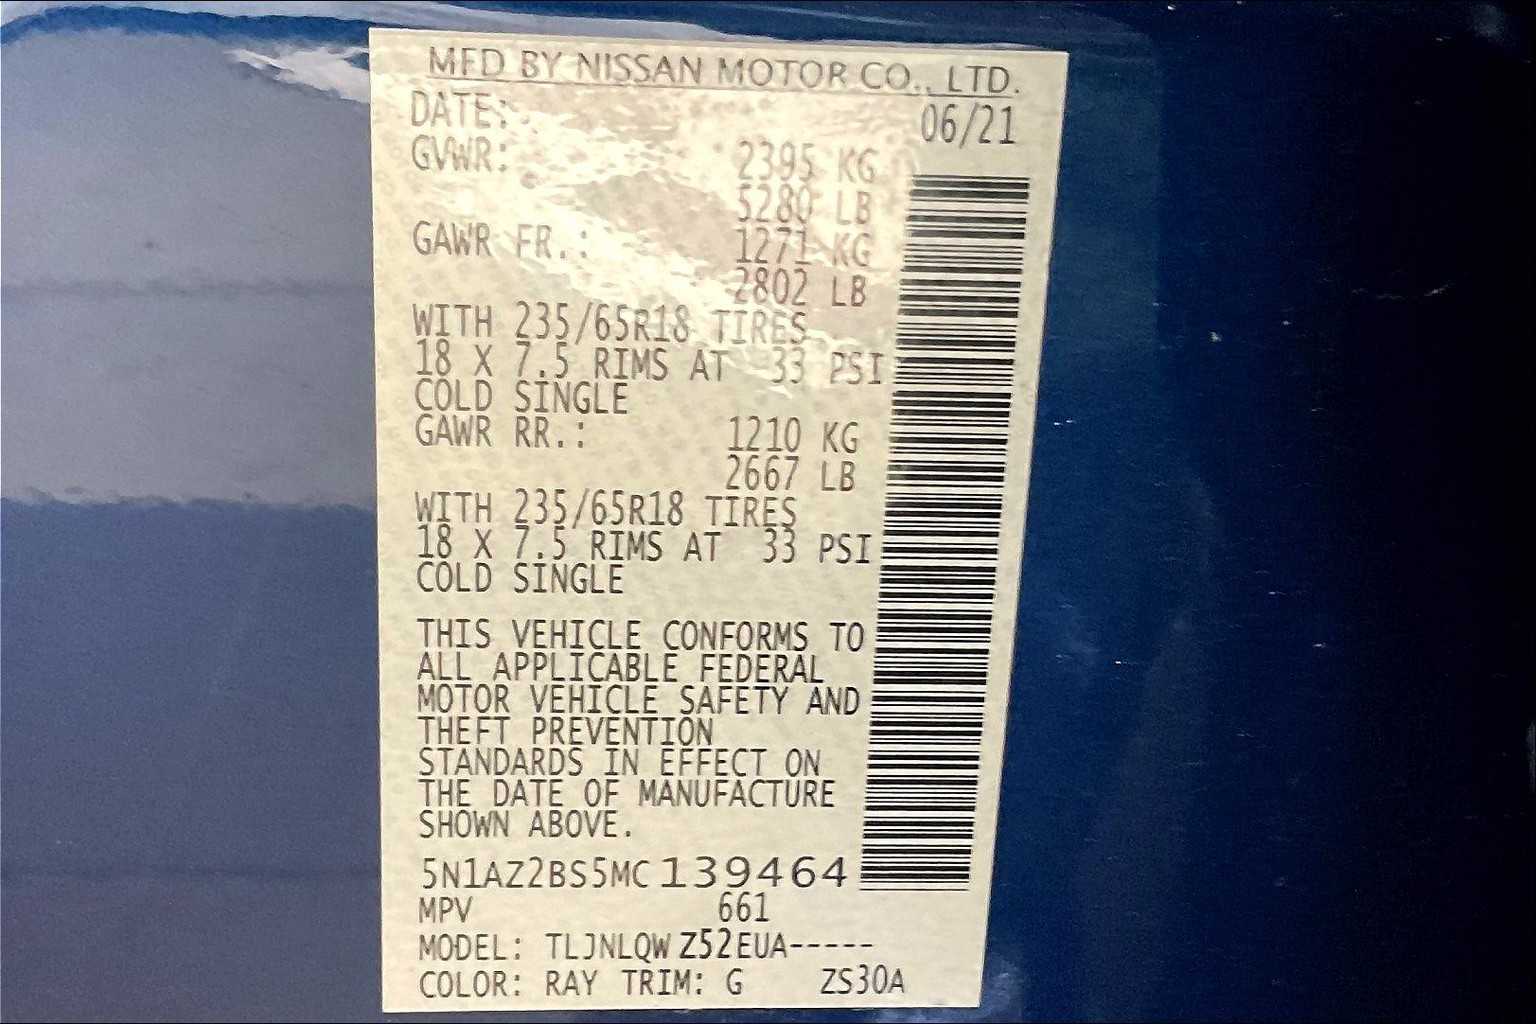 MFD BY NISSAN MOTOR CO., LTD.
DATE: 06/21
GVWR: 2395 KG
5280 LB
GAWR FR.: 1271 KG
2802 LB
WITH 235/65R18 TIRES
18 X 7.5 RIMS AT 33 PSI
COLD SINGLE
GAWR RR.: 1210 KG
2667 LB
WITH 235/65R18 TIRES
18 X 7.5 RIMS AT 33 PSI
COLD SINGLE
THIS VEHICLE CONFORMS TO
ALL APPLICABLE FEDERAL
MOTOR VEHICLE SAFETY AND
THEFT PREVENTION
STANDARDS IN EFFECT ON
THE DATE OF MANUFACTURE
SHOWN ABOVE.
5N1AZ2BS5MC139464
MPV 661
MODEL: TLJNLQWZ52EUA-----
COLOR: RAY TRIM: G ZS30A